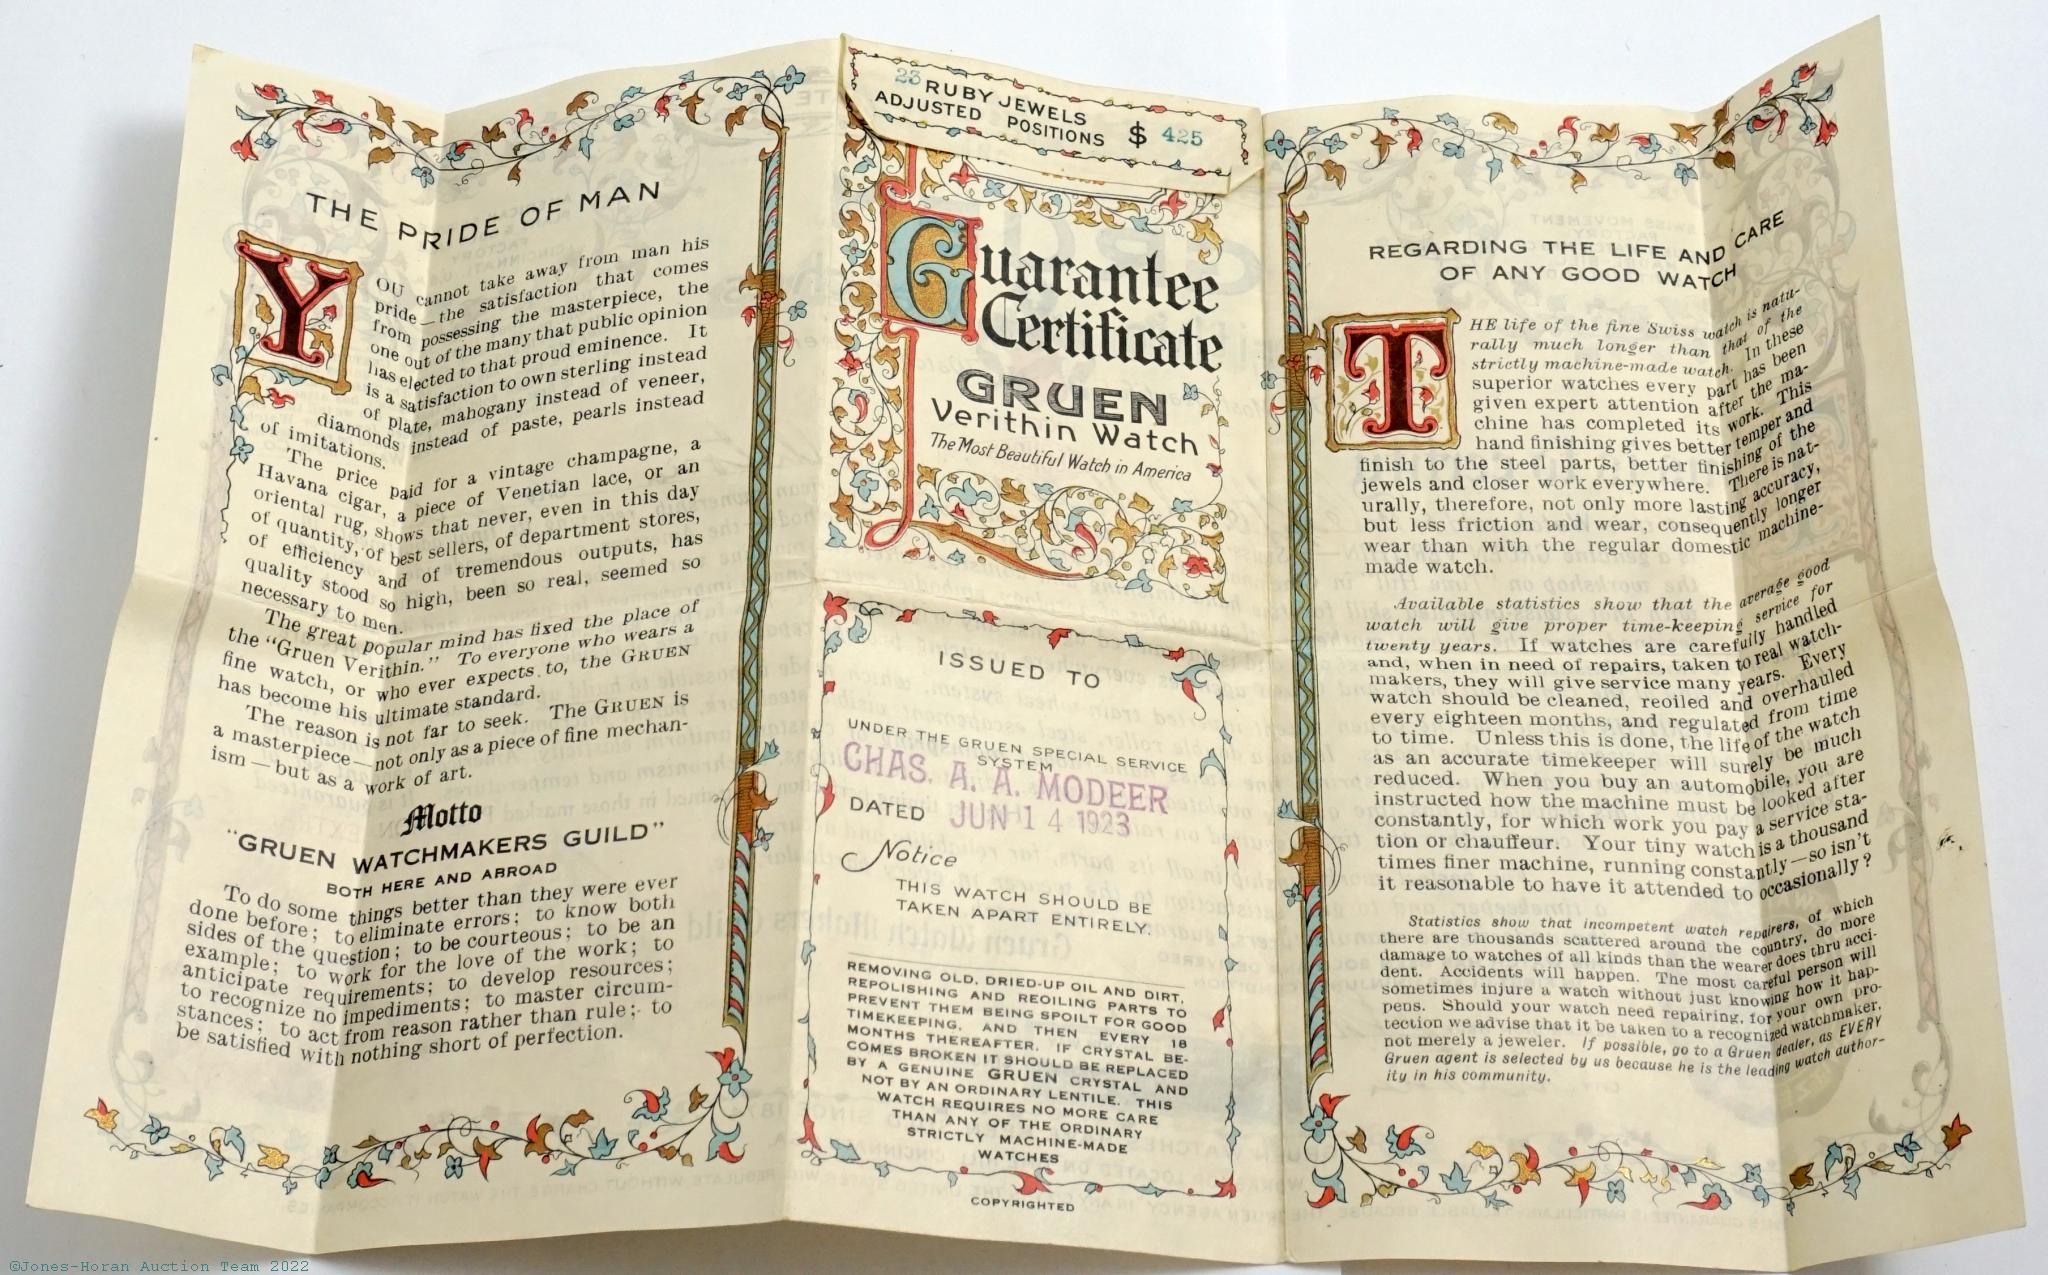 THE PRIDE OF MAN
YOU cannot take away from man his
pride—the satisfaction that comes
from possessing the masterpiece, the
one out of the many that public opinion
has elected to that proud eminence. It
is a satisfaction to own sterling instead
of plate, mahogany instead of veneer,
diamonds instead of paste, pearls instead
of imitations.
The price paid for a vintage champagne, a
Havana cigar, a piece of Venetian lace, or an
oriental rug, shows that never, even in this day
of quantity, of best sellers, of department stores,
of efficiency and of tremendous outputs, has
quality stood so high, been so real, seemed so
necessary to men.
The great popular mind has fixed the place of
the "Gruen Verithin." To everyone who wears a
fine watch, or who ever expects to, the GRUEN
has become his ultimate standard.
The reason is not far to seek. The GRUEN is
a masterpiece—not only as a piece of fine mechan-
ism—but as a work of art.
Motto
"GRUEN WATCHMAKERS GUILD"
BOTH HERE AND ABROAD
To do some things better than they were ever
done before; to eliminate errors; to know both
sides of the question; to be courteous; to be an
example; to work for the love of the work; to
anticipate requirements; to develop resources;
to recognize no impediments; to master circum-
stances; to act from reason rather than rule; to
be satisfied with nothing short of perfection.
23 RUBY JEWELS
ADJUSTED POSITIONS $ 425
Guarantee
Certificate
GRUEN
Verithin Watch
The Most Beautiful Watch in America
ISSUED TO
UNDER THE GRUEN SPECIAL SERVICE
SYSTEM
CHAS. A. A. MODEER
DATED JUN 14 1923
Notice
THIS WATCH SHOULD BE
TAKEN APART ENTIRELY,
REMOVING OLD, DRIED-UP OIL AND DIRT,
REPOLISHING AND REOILING PARTS TO
PREVENT THEM BEING SPOILT FOR GOOD
TIMEKEEPING, AND THEN EVERY 18
MONTHS THEREAFTER. IF CRYSTAL BE-
COMES BROKEN IT SHOULD BE REPLACED
BY A GENUINE GRUEN CRYSTAL AND
NOT BY AN ORDINARY LENTILE. THIS
WATCH REQUIRES NO MORE CARE
THAN ANY OF THE ORDINARY
STRICTLY MACHINE-MADE
WATCHES
COPYRIGHTED
REGARDING THE LIFE AND CARE
OF ANY GOOD WATCH
THE life of the fine Swiss watch is natu-
rally much longer than that of the
strictly machine-made watch. In these
superior watches every part has been
given expert attention after the ma-
chine has completed its work. This
hand finishing gives better temper and
finish to the steel parts, better finishing of the
jewels and closer work everywhere. There is nat-
urally, therefore, not only more lasting accuracy,
but less friction and wear, consequently longer
wear than with the regular domestic machine-
made watch.
Available statistics show that the average good
watch will give proper time-keeping service for
twenty years. If watches are carefully handled
and, when in need of repairs, taken to real watch-
makers, they will give service many years. Every
watch should be cleaned, reoiled and overhauled
every eighteen months, and regulated from time
to time. Unless this is done, the life of the watch
as an accurate timekeeper will surely be much
reduced. When you buy an automobile, you are
instructed how the machine must be looked after
constantly, for which work you pay a service sta-
tion or chauffeur. Your tiny watch is a thousand
times finer machine, running constantly—so isn't
it reasonable to have it attended to occasionally?
Statistics show that incompetent watch repairers, of which
there are thousands scattered around the country, do more
damage to watches of all kinds than the wearer does thru acci-
dent. Accidents will happen. The most careful person will
sometimes injure a watch without just knowing how it hap-
pens. Should your watch need repairing, for your own pro-
tection we advise that it be taken to a recognized watchmaker,
not merely a jeweler. If possible, go to a Gruen dealer, as EVERY
Gruen agent is selected by us because he is the leading watch author-
ity in his community.
©Jones-Horan Auction Team 2022